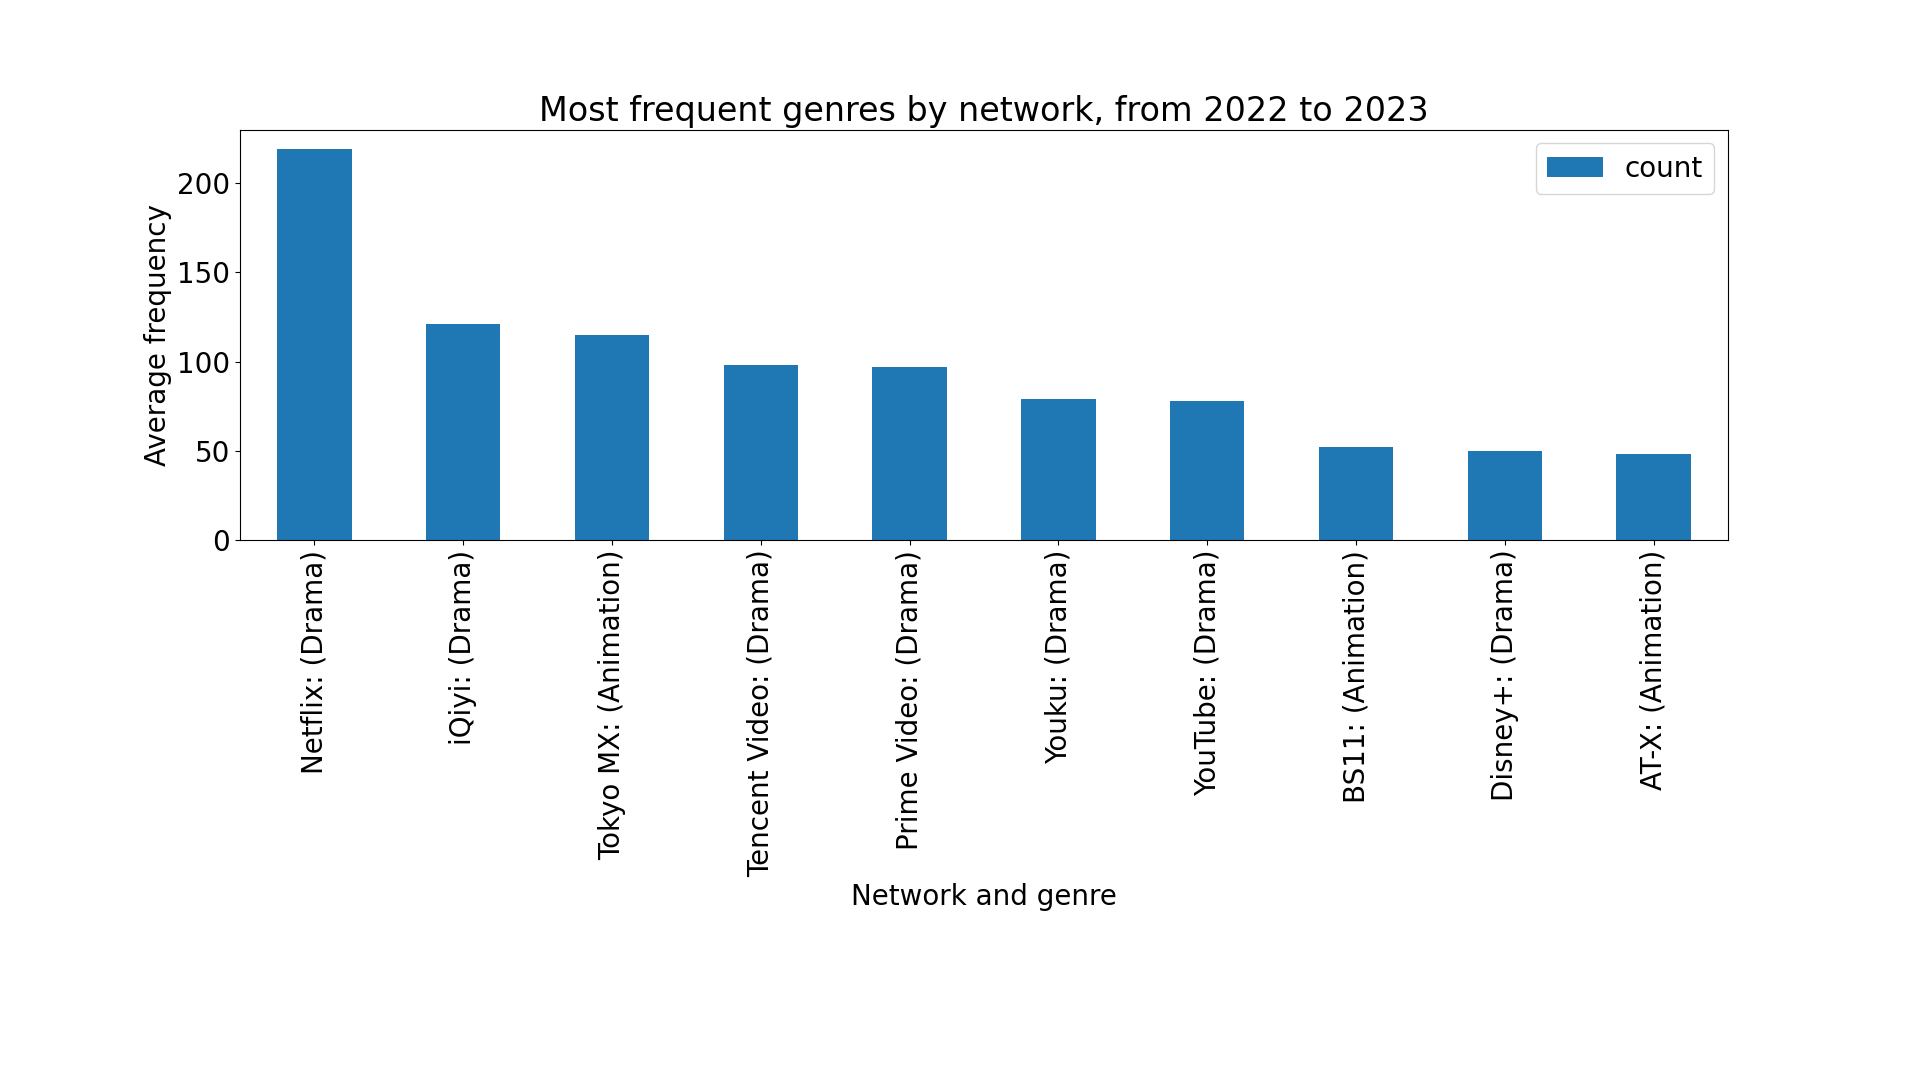 Most frequent genres by network, from 2022 to 2023
count
Average frequency
200
150
100
50
0
Netflix: (Drama)
iQiyi: (Drama)
Tokyo MX: (Animation)
Tencent Video: (Drama)
Prime Video: (Drama)
Youku: (Drama)
YouTube: (Drama)
BS11: (Animation)
Disney+: (Drama)
AT-X: (Animation)
Network and genre